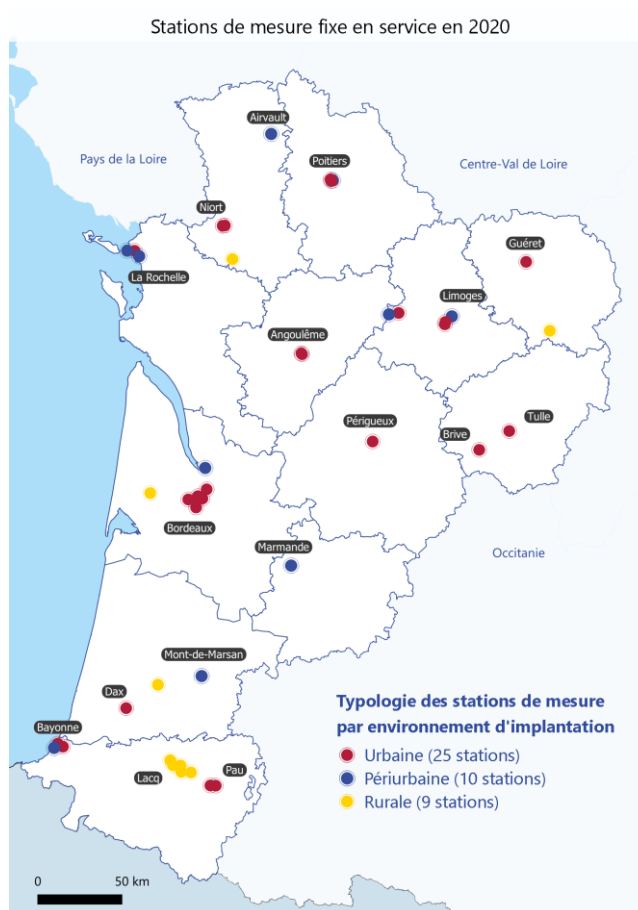 Stations de mesure fixe en service en 2020
Airvault
Pays de la Loire
Poitiers
Centre-Val de Loire
Niort
Guéret
La Rochelle
Limoges
Angoulême
Périgueux
Tulle
Brive
Bordeaux
Marmande
Occitanie
Mont-de-Marsan
Dax
Typologie des stations de mesure
par environnement d'implantation
Bayonne
Urbaine (25 stations)
Pau
Lacq
Périurbaine (10 stations)
Rurale (9 stations)
0 50 km